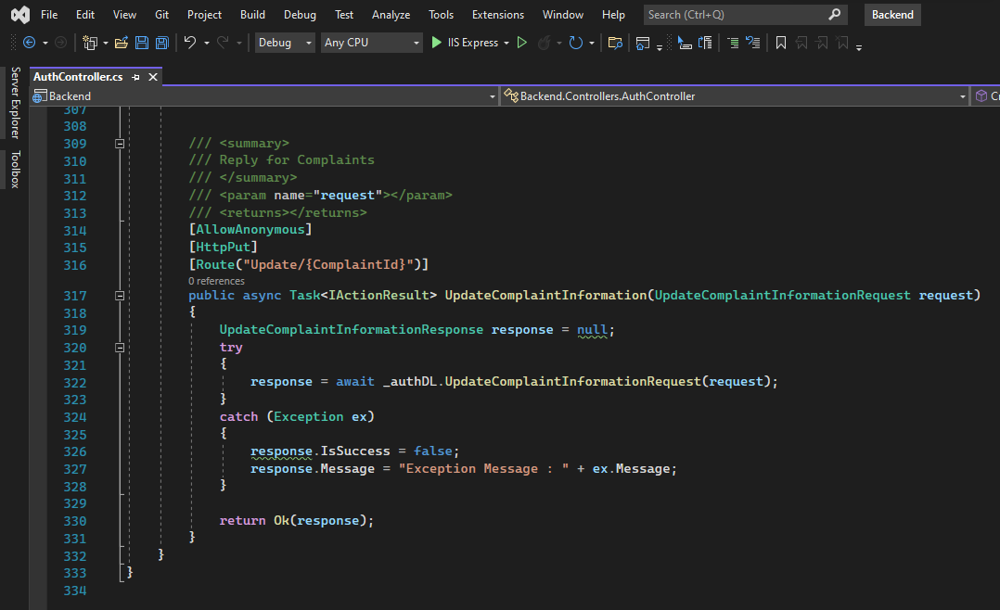 File Edit View Git Project Build Debug Test Analyze Tools Extensions Window Help Search (Ctrl+Q) Backend
Debug Any CPU IIS Express
Server Explorer
Toolbox
AuthController.cs
Backend Backend.Controllers.AuthController
307
308
309 /// <summary>
310 /// Reply for Complaints
311 /// </summary>
312 /// <param name="request"></param>
313 /// <returns></returns>
314 [AllowAnonymous]
315 [HttpPut]
316 [Route("Update/{ComplaintId}")]
0 references
317 public async Task<IActionResult> UpdateComplaintInformation(UpdateComplaintInformationRequest request)
318 {
319 UpdateComplaintInformationResponse response = null;
320 try
321 {
322 response = await _authDL.UpdateComplaintInformationRequest(request);
323 }
324 catch (Exception ex)
325 {
326 response.IsSuccess = false;
327 response.Message = "Exception Message : " + ex.Message;
328 }
329
330 return Ok(response);
331 }
332 }
333 }
334